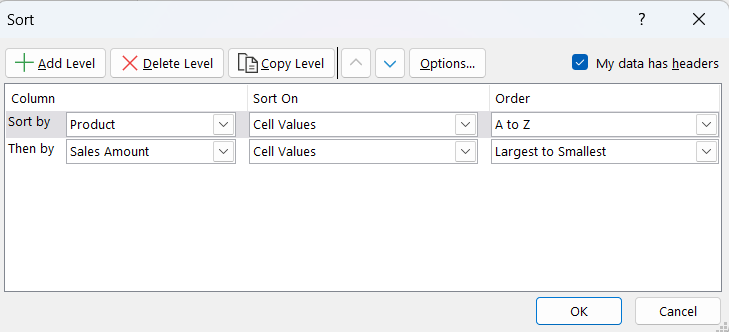 Sort ?
Add Level Delete Level Copy Level Options... My data has headers
Column Sort On Order
Sort by Product Cell Values A to Z
Then by Sales Amount Cell Values Largest to Smallest
OK Cancel